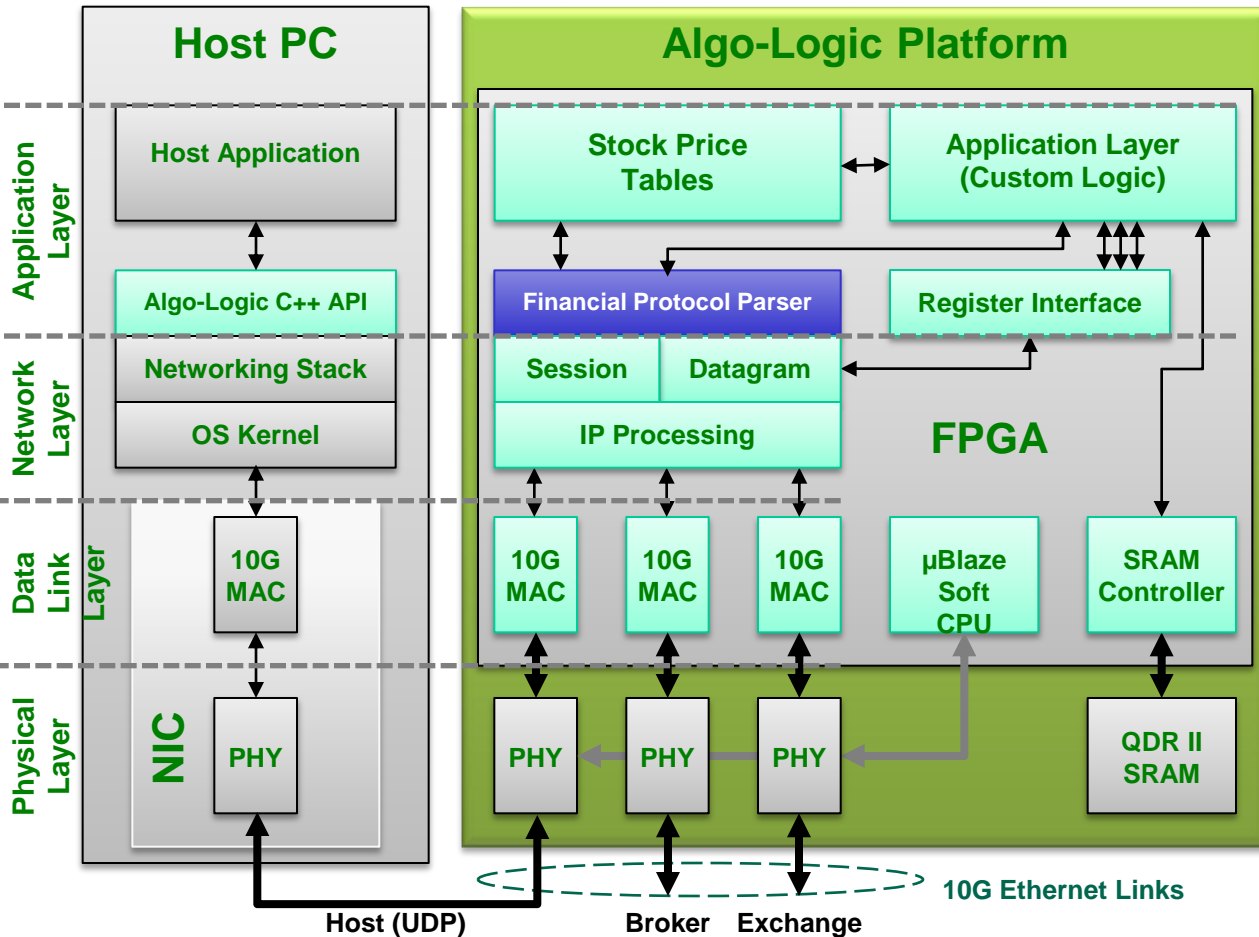 Host PC
Algo-Logic Platform
Application
Layer
Host Application
Stock Price
Tables
Application Layer
(Custom Logic)
Algo-Logic C++ API
Financial Protocol Parser
Register Interface
Network
Layer
Networking Stack
Session
Datagram
OS Kernel
IP Processing
FPGA
Data
Link
Layer
10G
MAC
10G
MAC
10G
MAC
10G
MAC
µBlaze
Soft
CPU
SRAM
Controller
Physical
Layer
NIC
PHY
PHY
PHY
PHY
QDR II
SRAM
10G Ethernet Links
Host (UDP)
Broker
Exchange